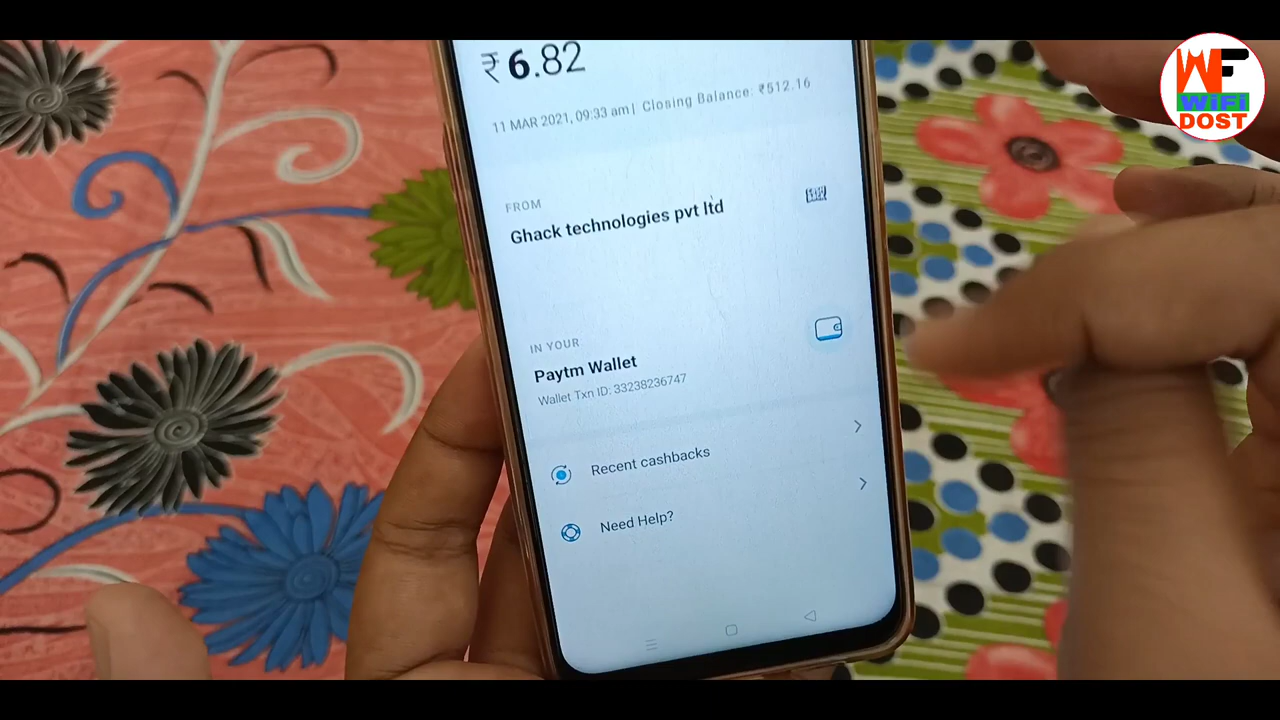 WF
WiFi
DOST
₹6.82
11 MAR 2021, 09:33 am| Closing Balance: ₹512.16
FROM
Ghack technologies pvt ltd
IN YOUR
Paytm Wallet
Wallet Txn ID: 33238236747
Recent cashbacks
Need Help?